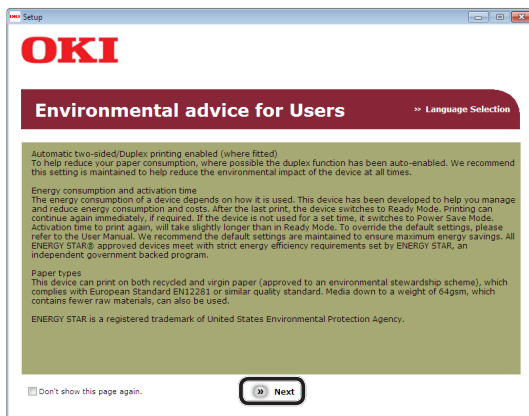 OKI Setup
OKI
Environmental advice for Users
» Language Selection
Automatic two-sided/Duplex printing enabled (where fitted)
To help reduce your paper consumption, where possible the duplex function has been auto-enabled. We recommend
this setting is maintained to help reduce the environmental impact of the device at all times.
Energy consumption and activation time
The energy consumption of a device depends on how it is used. This device has been developed to help you manage
and reduce energy consumption and costs. After the last print, the device switches to Ready Mode. Printing can
continue again immediately, if required. If the device is not used for a set time, it switches to Power Save Mode.
Activation time to print again, will take slightly longer than in Ready Mode. To override the default settings, please
refer to the User Manual. We recommend the default settings are maintained to ensure maximum energy savings. All
ENERGY STAR® approved devices meet with strict energy efficiency requirements set by ENERGY STAR, an
independent government backed program.
Paper types
This device can print on both recycled and virgin paper (approved to an environmental stewardship scheme), which
complies with European Standard EN12281 or similar quality standard. Media down to a weight of 64gsm, which
contains fewer raw materials, can also be used.
ENERGY STAR is a registered trademark of United States Environmental Protection Agency.
Don't show this page again.
» Next